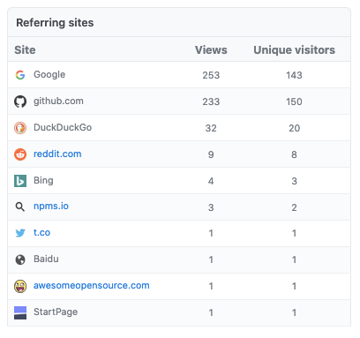 Referring sites
Site Views Unique visitors
Google 253 143
github.com 233 150
DuckDuckGo 32 20
reddit.com 9 8
Bing 4 3
npms.io 3 2
t.co 1 1
Baidu 1 1
awesomeopensource.com 1 1
StartPage 1 1